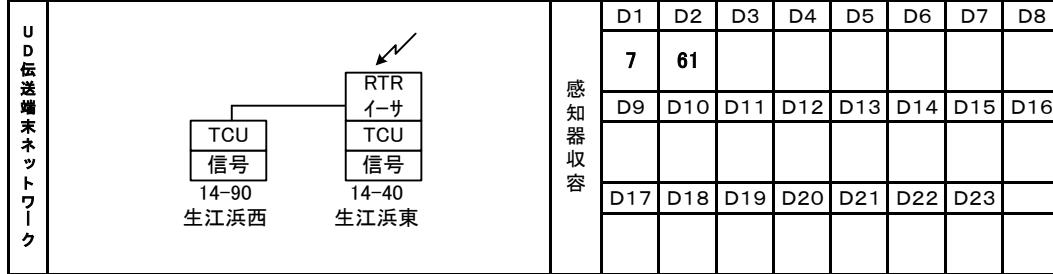 UD伝送端末ネットワーク
RTR
イーサ
TCU
信号
14-40
生江浜東
TCU
信号
14-90
生江浜西
感知器収容
D1 D2 D3 D4 D5 D6 D7 D8
7 61
D9 D10 D11 D12 D13 D14 D15 D16
D17 D18 D19 D20 D21 D22 D23